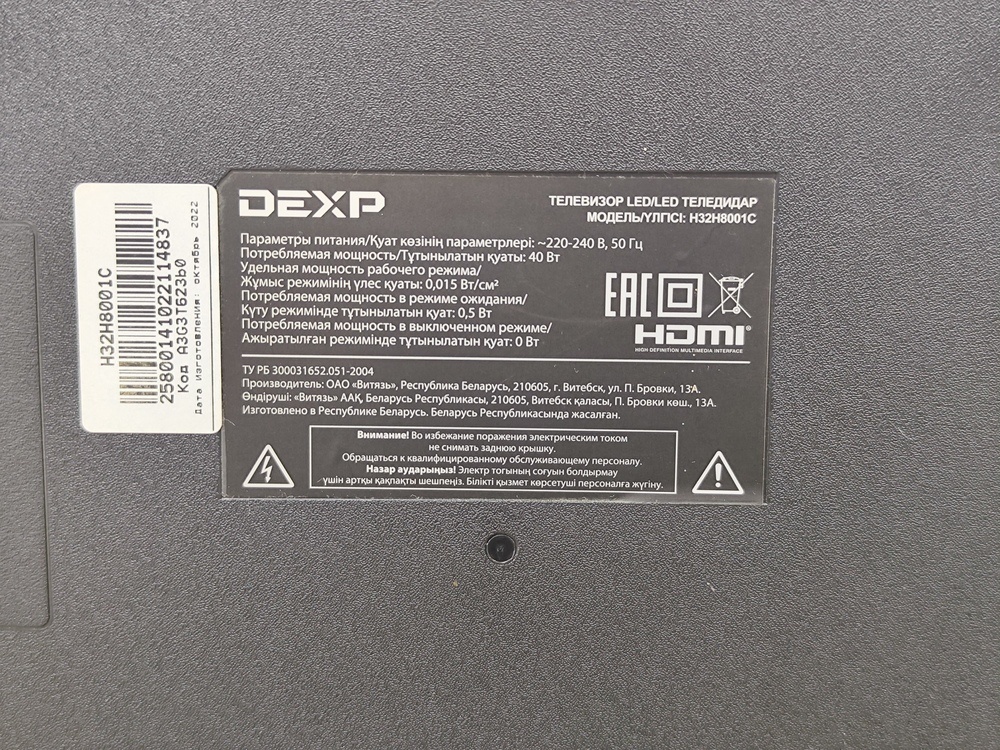 H32H8001C
25800141022114837
Код A3G3T623b0
Дата Изготовления: октябрь 2022
DEXP
ТЕЛЕВИЗОР LED/LED ТЕЛЕДИДАР
МОДЕЛЬ/ҮЛГІСІ: H32H8001C
Параметры питания/Қуат көзінің параметрлері: ~220-240 В, 50 Гц
Потребляемая мощность/Тұтынылатын қуаты: 40 Вт
Удельная мощность рабочего режима/
Жұмыс режимінің үлес қуаты: 0,015 Вт/см²
Потребляемая мощность в режиме ожидания/
Күту режимінде тұтынылатын қуат: 0,5 Вт
Потребляемая мощность в выключенном режиме/
Ажыратылған режимінде тұтынылатын қуат: 0 Вт
EAC
HDMI®
HIGH DEFINITION MULTIMEDIA INTERFACE
ТУ РБ 300031652.051-2004
Производитель: ОАО «Витязь», Республика Беларусь, 210605, г. Витебск, ул. П. Бровки, 13А.
Өндіруші: «Витязь» ААҚ, Беларусь Республикасы, 210605, Витебск қаласы, П. Бровки көш., 13А.
Изготовлено в Республике Беларусь. Беларусь Республикасында жасалған.
Внимание! Во избежание поражения электрическим током
не снимать заднюю крышку.
Обращаться к квалифицированному обслуживающему персоналу.
Назар аударыңыз! Электр тогының соғуын болдырмау
үшін артқы қақпақты шешпеңіз. Білікті қызмет көрсетуші персоналға жүгіну.